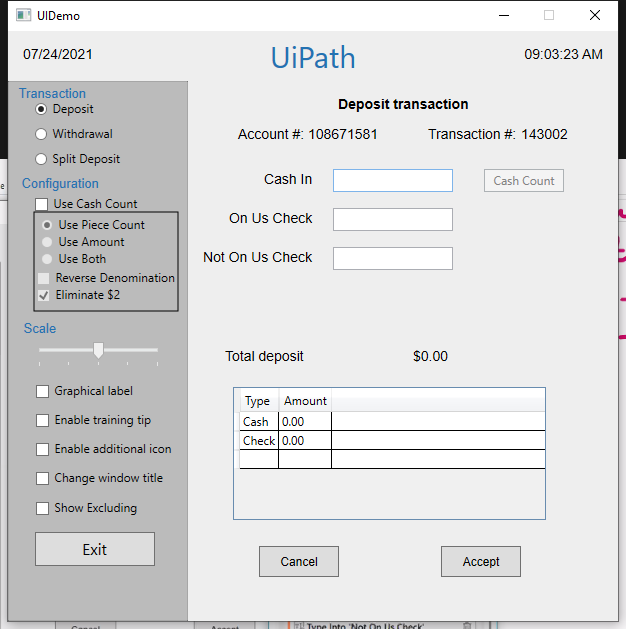 UIDemo
07/24/2021
UiPath
09:03:23 AM
Transaction
Deposit
Withdrawal
Split Deposit
Configuration
Use Cash Count
Use Piece Count
Use Amount
Use Both
Reverse Denomination
Eliminate $2
Scale
Graphical label
Enable training tip
Enable additional icon
Change window title
Show Excluding
Exit
Deposit transaction
Account #: 108671581 Transaction #: 143002
Cash In
Cash Count
On Us Check
Not On Us Check
Total deposit $0.00
Type Amount
Cash 0.00
Check 0.00
Cancel Accept
Cancel Accept Type Into 'Not On Us Check'